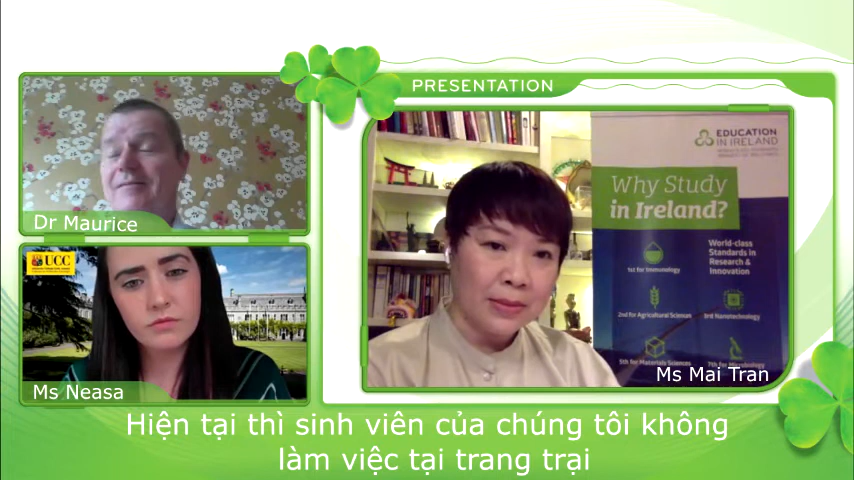 PRESENTATION
Dr Maurice
UCC
Ms Neasa
EDUCATION
IN IRELAND
Why Study
in Ireland?
1st for Immunology
World-class
Standards in
Research &
Innovation
2nd for Agricultural Science
3rd Nanotechnology
5th for Materials Sciences
7th for Microbiology
Ms Mai Tran
Hiện tại thì sinh viên của chúng tôi không
làm việc tại trang trại